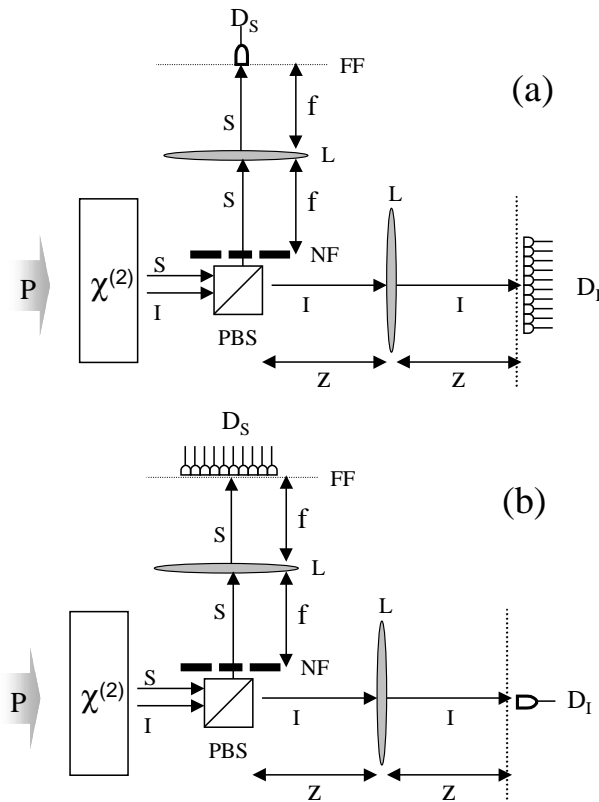 D_S
FF
(a)
f
S
L
S
f
L
NF
P
χ^(2)
S
I
PBS
I
I
D_I
z
z
D_S
FF
(b)
f
S
L
S
f
L
NF
P
χ^(2)
S
I
PBS
I
I
D_I
z
z